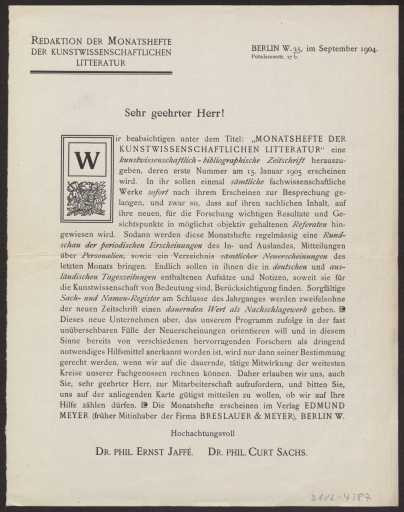 REDAKTION DER MONATSHEFTE
DER KUNSTWISSENSCHAFTLICHEN
LITTERATUR
BERLIN W. 35, im September 1904.
Potsdamerstr. 27 b.
Sehr geehrter Herr!
Wir beabsichtigen unter dem Titel: „MONATSHEFTE DER
KUNSTWISSENSCHAFTLICHEN LITTERATUR“ eine
kunstwissenschaftlich-bibliographische Zeitschrift herauszu-
geben, deren erste Nummer am 15. Januar 1905 erscheinen
wird. In ihr sollen einmal sämtliche fachwissenschaftliche
Werke sofort nach ihrem Erscheinen zur Besprechung ge-
langen, und zwar so, dass auf ihren sachlichen Inhalt, auf
ihre neuen, für die Forschung wichtigen Resultate und Ge-
sichtspunkte in möglichst objektiv gehaltenen Referaten hin-
gewiesen wird. Sodann werden diese Monatshefte regelmässig eine Rund-
schau der periodischen Erscheinungen des In- und Auslandes, Mitteilungen
über Personalien, sowie ein Verzeichnis sämtlicher Neuerscheinungen des
letzten Monats bringen. Endlich sollen in ihnen die in deutschen und aus-
ländischen Tageszeitungen enthaltenen Aufsätze und Notizen, soweit sie für
die Kunstwissenschaft von Bedeutung sind, Berücksichtigung finden. Sorgfältige
Sach- und Namen-Register am Schlusse des Jahrganges werden zweifelsohne
der neuen Zeitschrift einen dauernden Wert als Nachschlagewerk geben.
Dieses neue Unternehmen aber, das unserem Programm zufolge in der fast
unübersehbaren Fülle der Neuerscheinungen orientieren will und in diesem
Sinne bereits von verschiedenen hervorragenden Forschern als dringend
notwendiges Hilfsmittel anerkannt worden ist, wird nur dann seiner Bestimmung
gerecht werden, wenn wir auf die dauernde, tätige Mitwirkung der weitesten
Kreise unserer Fachgenossen rechnen können. Daher erlauben wir uns, auch
Sie, sehr geehrter Herr, zur Mitarbeiterschaft aufzufordern, und bitten Sie,
uns auf der anliegenden Karte gütigst mitteilen zu wollen, ob wir auf Ihre
Hilfe zählen dürfen. Die Monatshefte erscheinen im Verlag EDMUND
MEYER (früher Mitinhaber der Firma BRESLAUER & MEYER), BERLIN W.
Hochachtungsvoll
DR. PHIL. ERNST JAFFÉ. DR. PHIL. CURT SACHS.